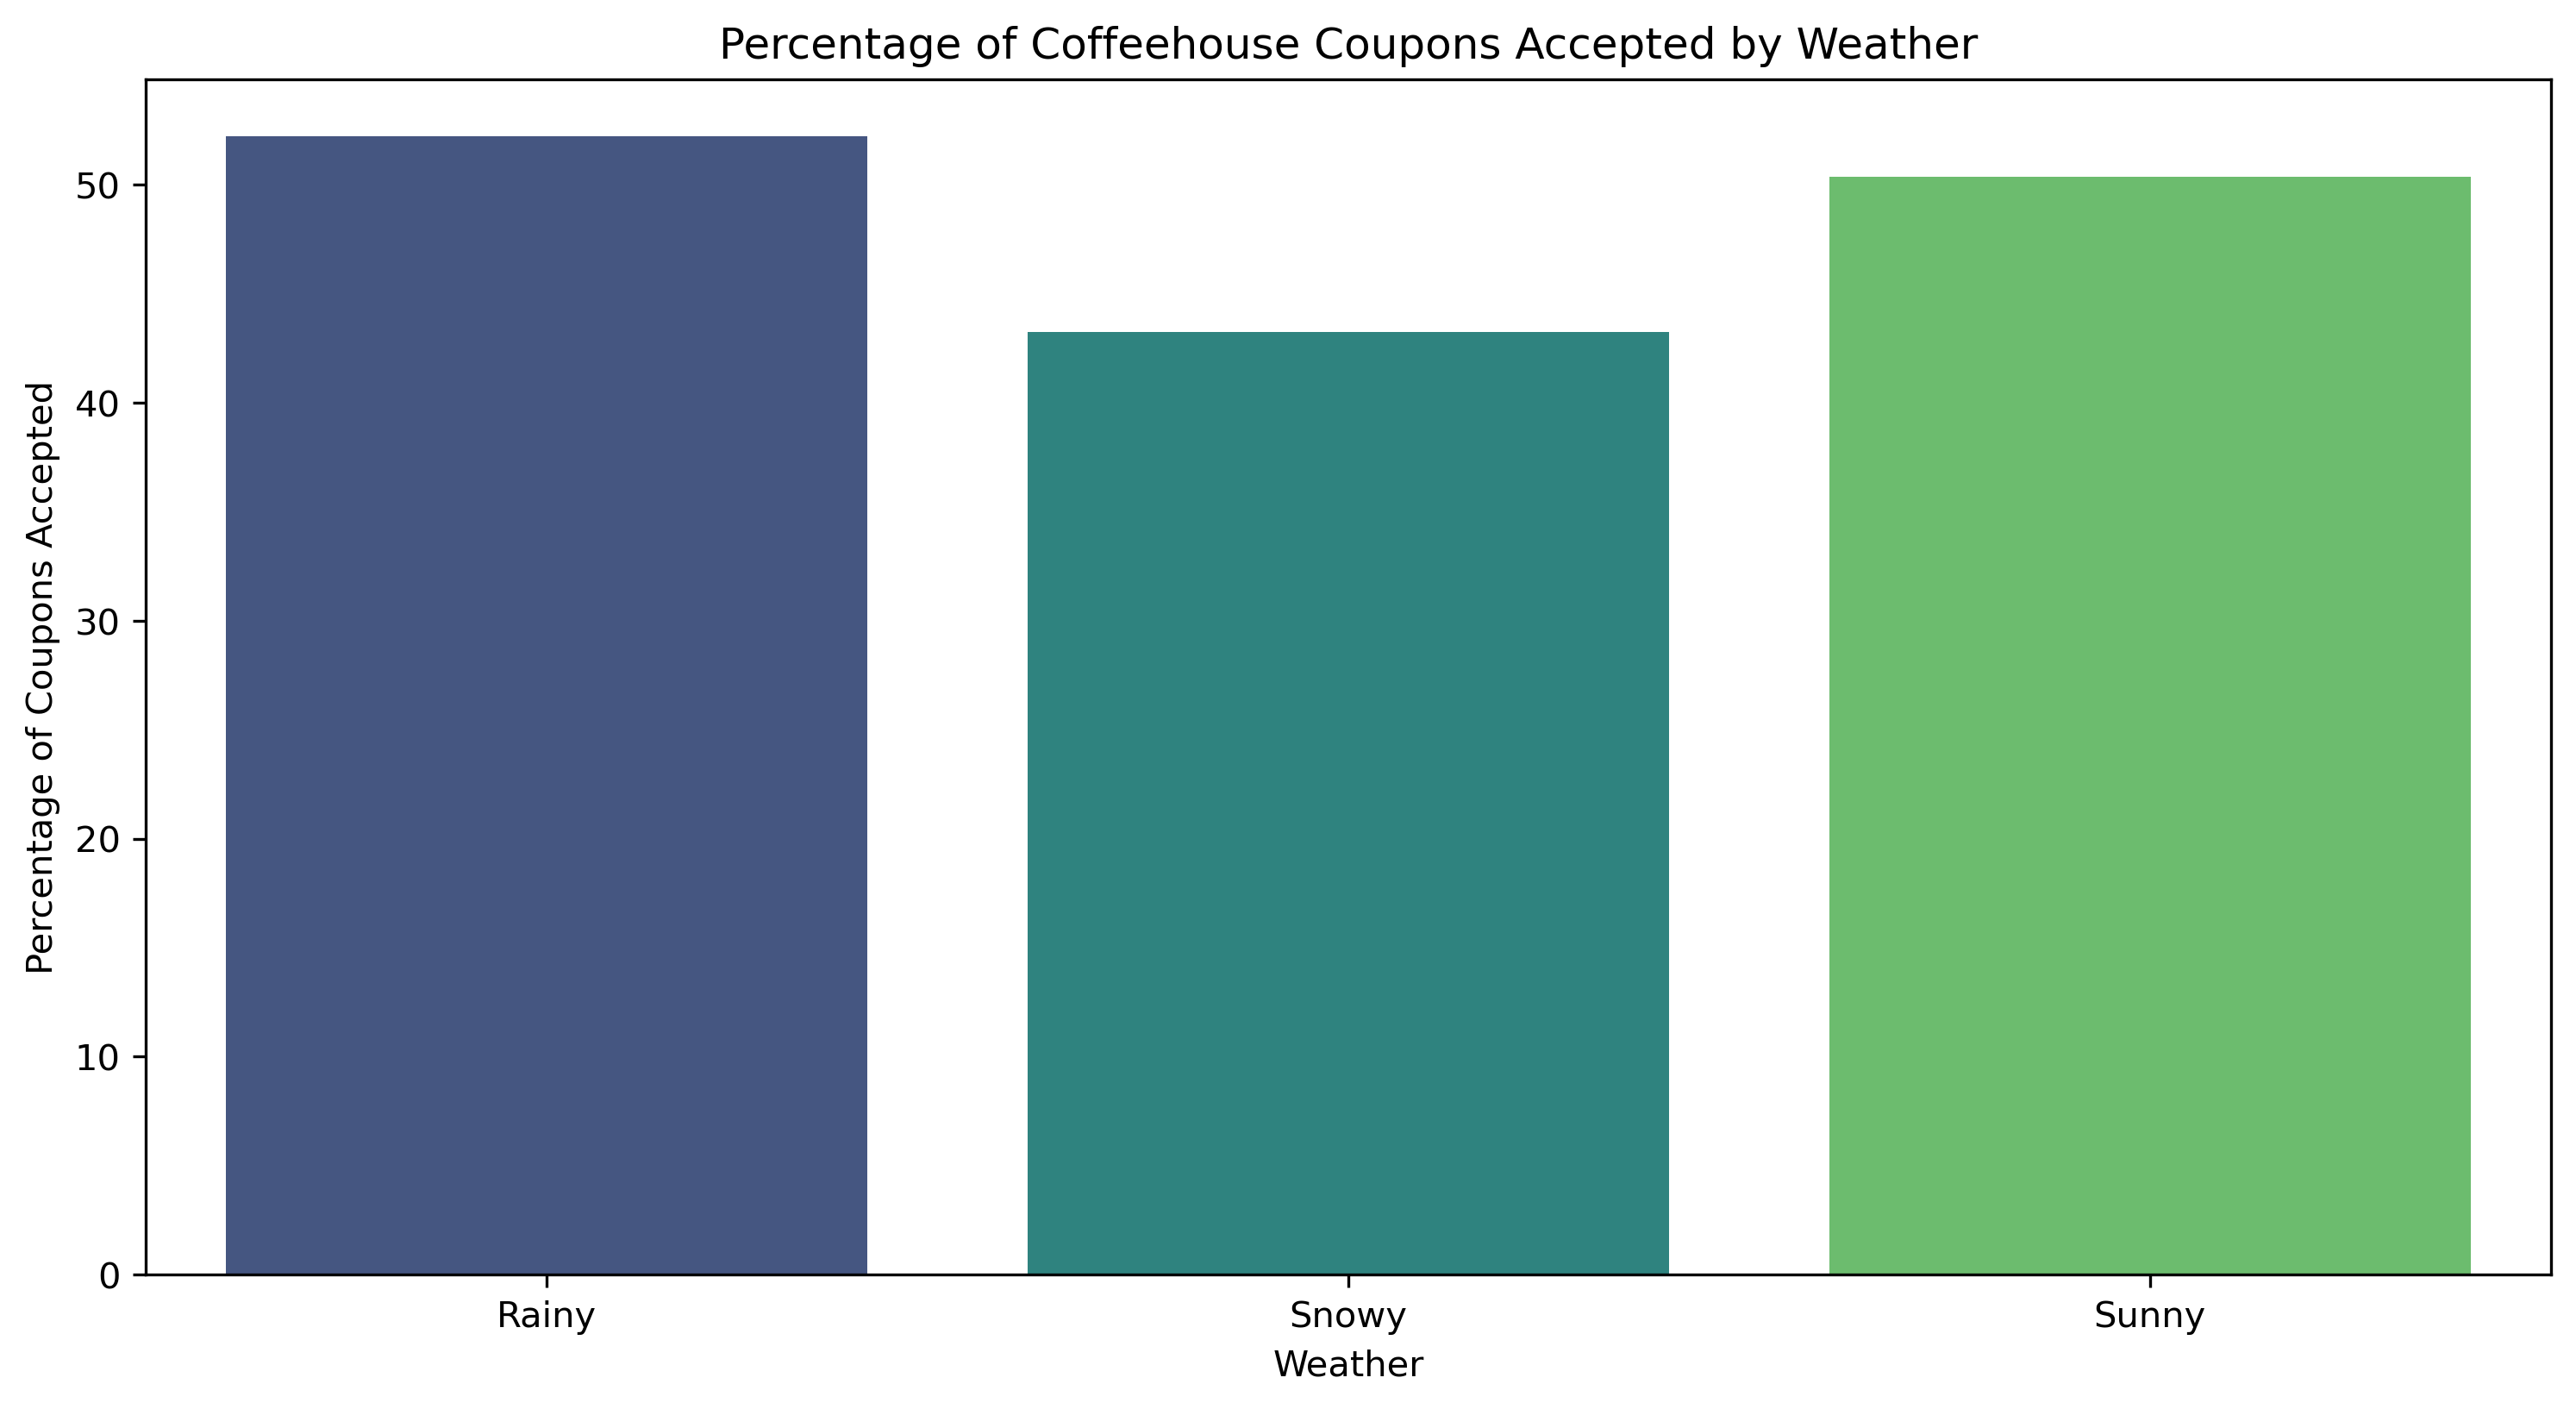 Percentage of Coffeehouse Coupons Accepted by Weather
Percentage of Coupons Accepted
50
40
30
20
10
0
Rainy
Snowy
Sunny
Weather